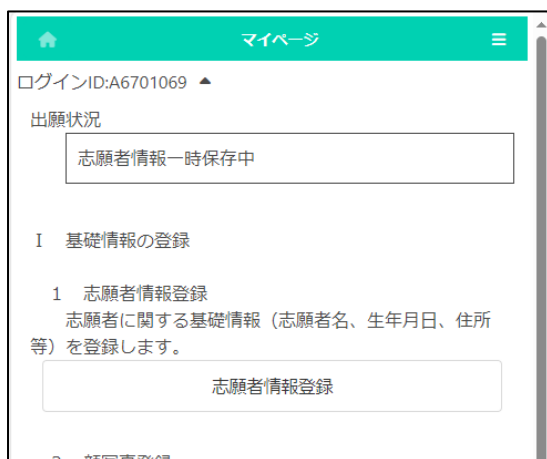 マイページ
ログインID:A6701069 ▲
出願状況
志願者情報一時保存中
Ⅰ 基礎情報の登録
1 志願者情報登録
志願者に関する基礎情報（志願者名、生年月日、住所
等）を登録します。
志願者情報登録